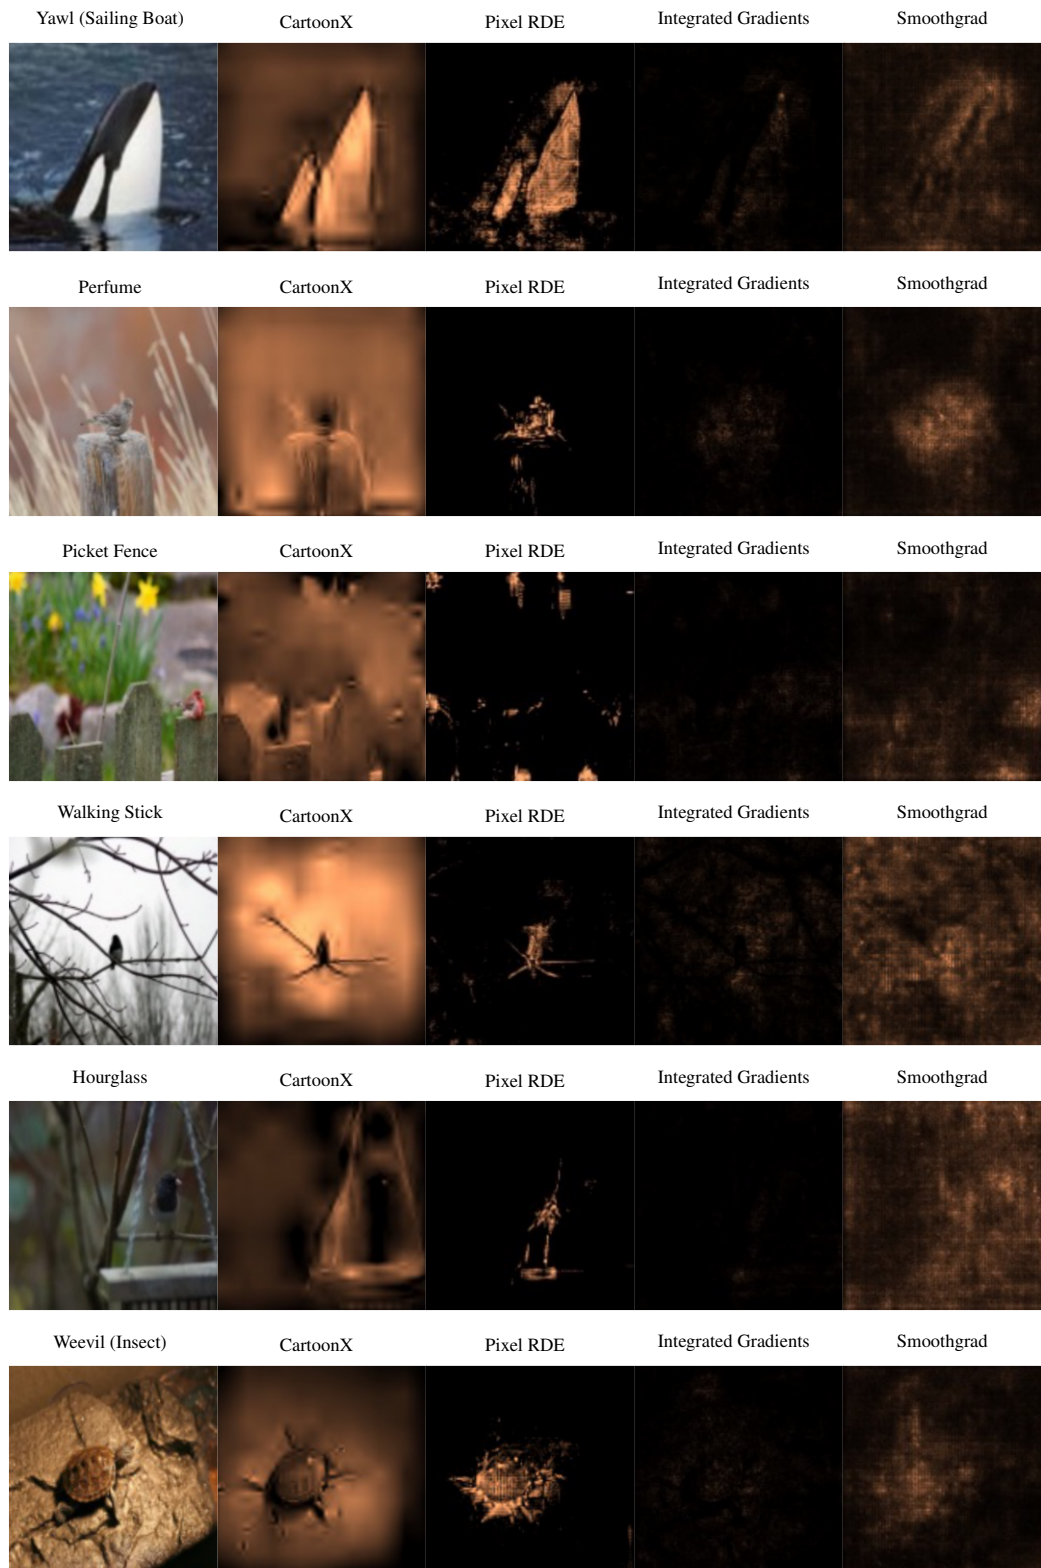 Yawl (Sailing Boat) CartoonX Pixel RDE Integrated Gradients Smoothgrad
Perfume CartoonX Pixel RDE Integrated Gradients Smoothgrad
Picket Fence CartoonX Pixel RDE Integrated Gradients Smoothgrad
Walking Stick CartoonX Pixel RDE Integrated Gradients Smoothgrad
Hourglass CartoonX Pixel RDE Integrated Gradients Smoothgrad
Weevil (Insect) CartoonX Pixel RDE Integrated Gradients Smoothgrad